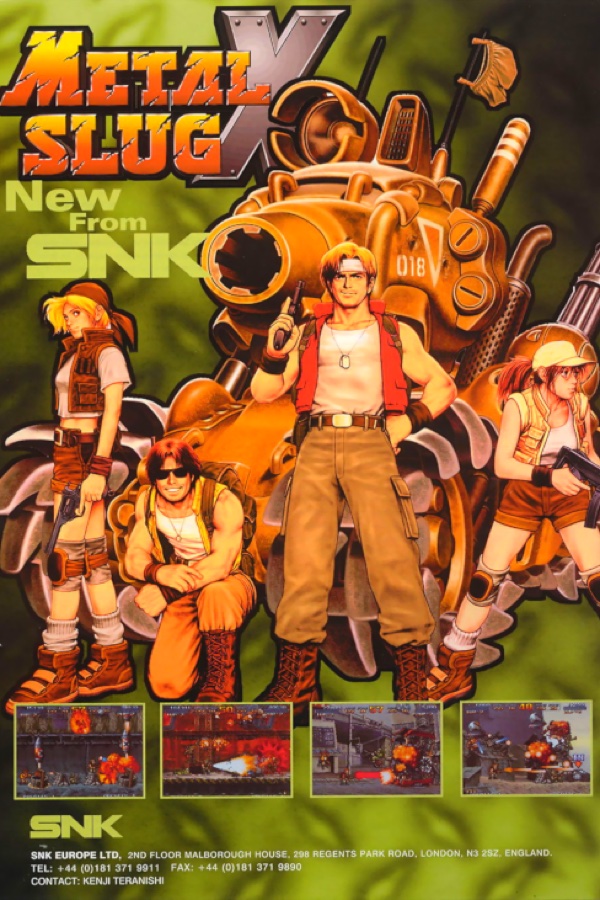 METAL
SLUG X
New
From
SNK
018
SNK
SNK EUROPE LTD, 2ND FLOOR MALBOROUGH HOUSE, 298 REGENTS PARK ROAD, LONDON, N3 2SZ. ENGLAND.
TEL: +44 (0)181 371 9911 FAX: +44 (0)181 371 9890
CONTACT: KENJI TERANISHI